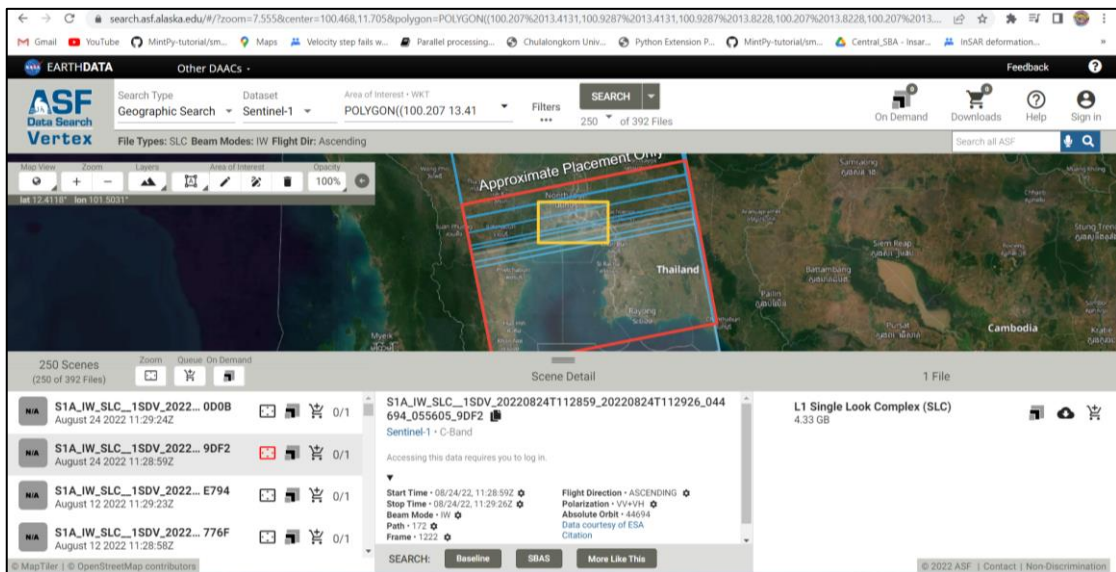 search.asf.alaska.edu/#/?zoom=7.555&center=100.468,11.705&polygon=POLYGON((100.207%2013.4131,100.9287%2013.4131,100.9287%2013.8228,100.207%2013.8228,100.207%2013....
Gmail YouTube MintPy-tutorial/sm... Maps Velocity step fails w... Parallel processing... Chulalongkorn Univ... Python Extension P... MintPy-tutorial/sm... Central_SBA - Insar... InSAR deformation... »
EARTHDATA Other DAACs Feedback
ASF
Data Search
Vertex
Search Type Dataset Area of Interest • WKT
Geographic Search Sentinel-1 POLYGON((100.207 13.41 Filters ••• SEARCH
250 of 392 Files
On Demand Downloads Help Sign in
0 0
File Types: SLC Beam Modes: IW Flight Dir: Ascending Search all ASF
Map View Zoom Layers Area of Interest Opacity
100%
lat 12.4118° lon 101.5031°
Approximate Placement Only
Nonthaburi
Samraong
Siem Reap
Stung Treng
Thailand
Battambang
Pailin
Rayong
Pursat
Cambodia
Kratie
Myeik
250 Scenes
(250 of 392 Files)
Zoom Queue On Demand
Scene Detail
1 File
S1A_IW_SLC__1SDV_2022... 0D0B
August 24 2022 11:29:24Z
0/1
S1A_IW_SLC__1SDV_2022... 9DF2
August 24 2022 11:28:59Z
0/1
S1A_IW_SLC__1SDV_2022... E794
August 12 2022 11:29:23Z
0/1
S1A_IW_SLC__1SDV_2022... 776F
August 12 2022 11:28:58Z
0/1
N/A
N/A
N/A
N/A
S1A_IW_SLC__1SDV_20220824T112859_20220824T112926_044
694_055605_9DF2
Sentinel-1 • C-Band
Accessing this data requires you to log in.
Start Time • 08/24/22, 11:28:59Z
Stop Time • 08/24/22, 11:29:26Z
Beam Mode • IW
Path • 172
Frame • 1222
Flight Direction • ASCENDING
Polarization • VV+VH
Absolute Orbit • 44694
Data courtesy of ESA
Citation
SEARCH: Baseline SBAS More Like This
L1 Single Look Complex (SLC)
4.33 GB
© MapTiler | © OpenStreetMap contributors
© 2022 ASF | Contact | Non-Discrimination